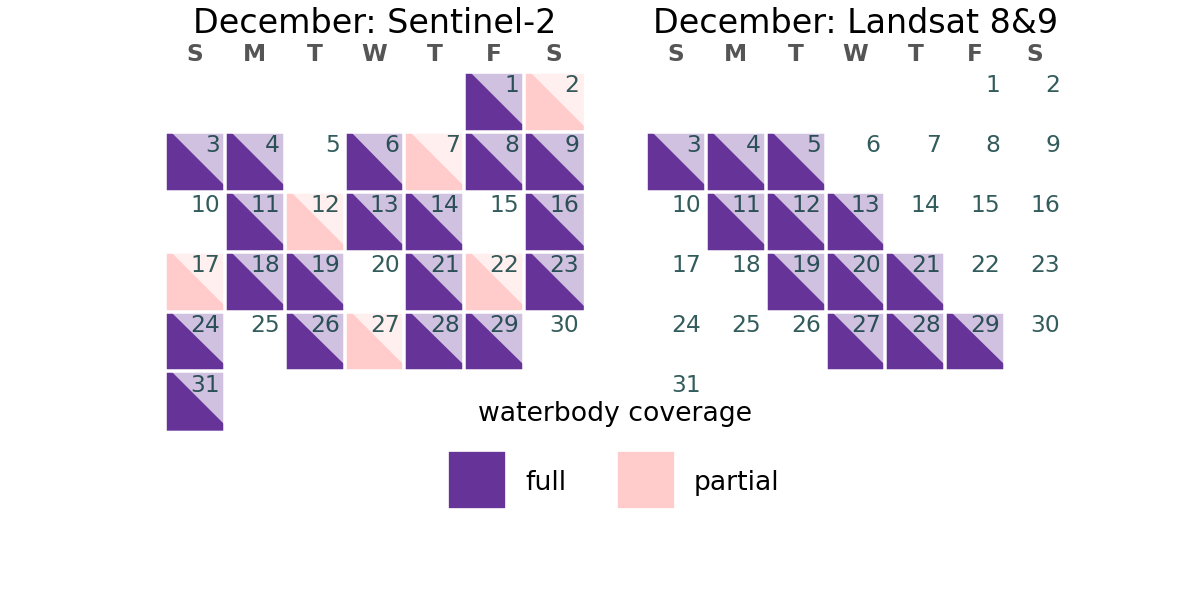 December: Sentinel-2
S M T W T F S
1 2
3 4 5 6 7 8 9
10 11 12 13 14 15 16
17 18 19 20 21 22 23
24 25 26 27 28 29 30
31
December: Landsat 8&9
S M T W T F S
1 2
3 4 5 6 7 8 9
10 11 12 13 14 15 16
17 18 19 20 21 22 23
24 25 26 27 28 29 30
31
waterbody coverage
full partial